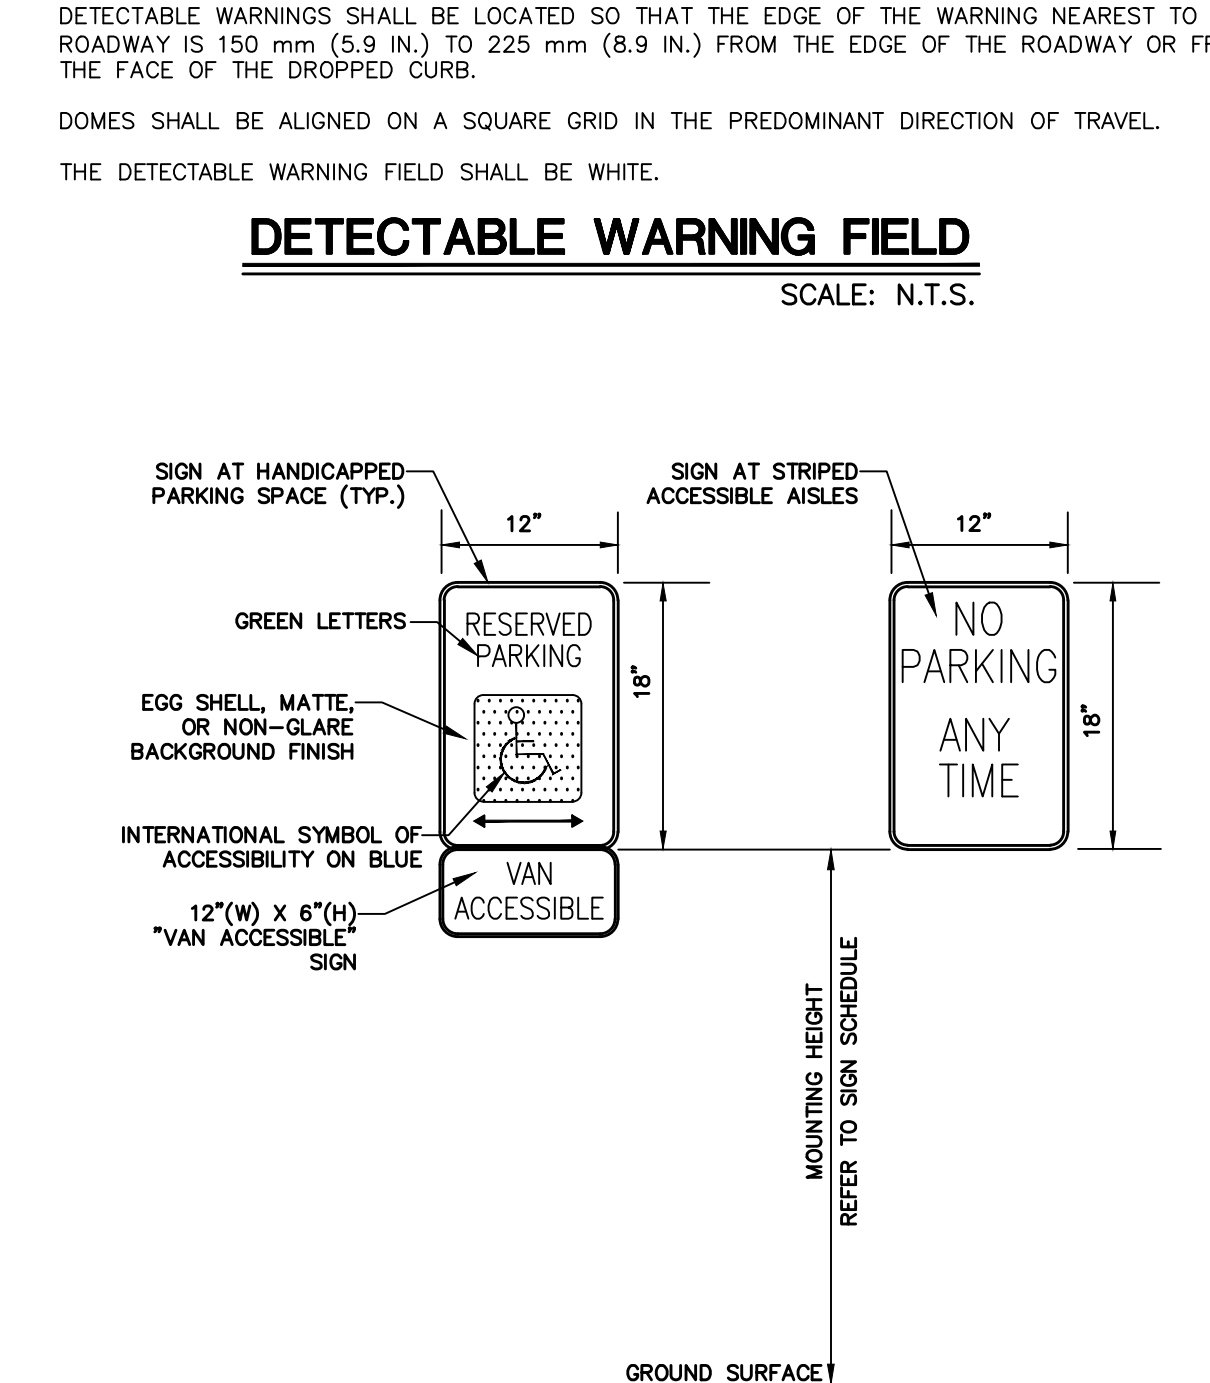 DETECTABLE WARNINGS SHALL BE LOCATED SO THAT THE EDGE OF THE WARNING NEAREST TO
ROADWAY IS 150 mm (5.9 IN.) TO 225 mm (8.9 IN.) FROM THE EDGE OF THE ROADWAY OR
THE FACE OF THE DROPPED CURB.
DOMES SHALL BE ALIGNED ON A SQUARE GRID IN THE PREDOMINANT DIRECTION OF TRAVEL.
THE DETECTABLE WARNING FIELD SHALL BE WHITE.
DETECTABLE WARNING FIELD
SCALE: N.T.S.
SIGN AT HANDICAPPED
PARKING SPACE (TYP.)
12"
18"
GREEN LETTERS
RESERVED
PARKING
EGG SHELL, MATTE,
OR NON-GLARE
BACKGROUND FINISH
INTERNATIONAL SYMBOL OF
ACCESSIBILITY ON BLUE
VAN
ACCESSIBLE
12"(W) X 6"(H)
"VAN ACCESSIBLE"
SIGN
SIGN AT STRIPED
ACCESSIBLE AISLES
12"
18"
NO
PARKING
ANY
TIME
MOUNTING HEIGHT
REFER TO SIGN SCHEDULE
GROUND SURFACE